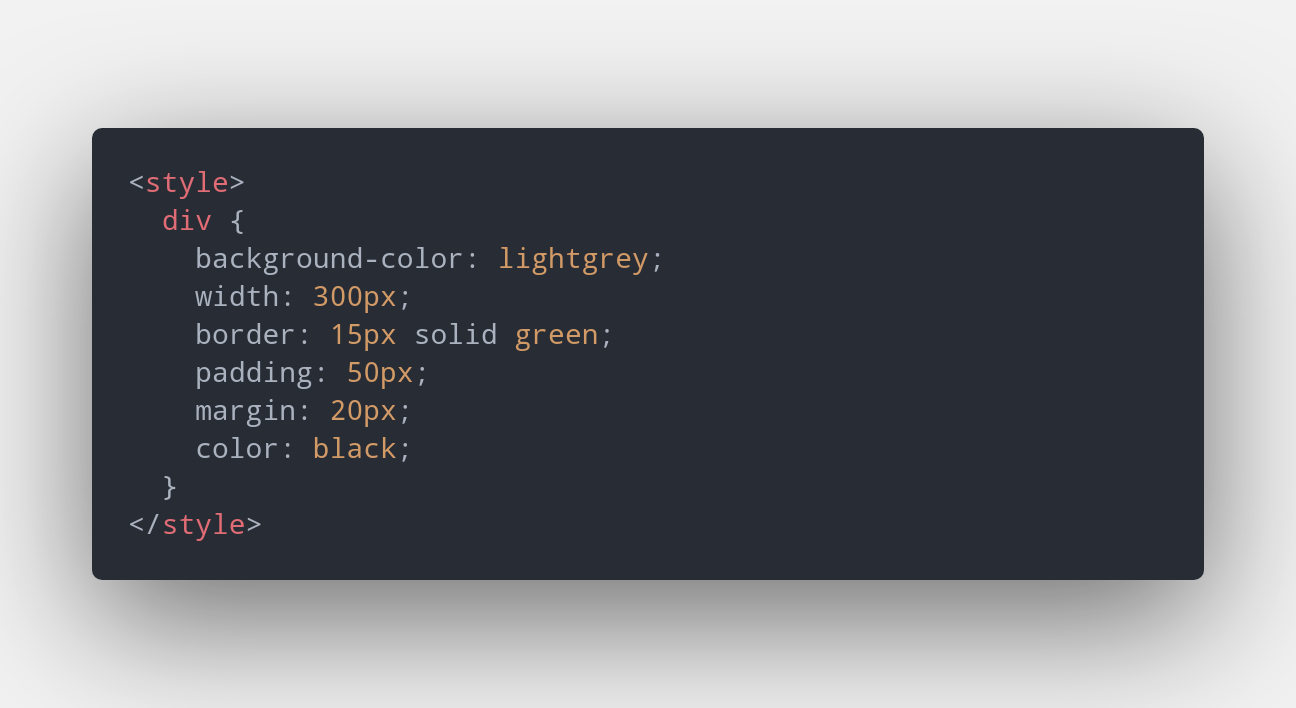 <style>
  div {
    background-color: lightgrey;
    width: 300px;
    border: 15px solid green;
    padding: 50px;
    margin: 20px;
    color: black;
  }
</style>